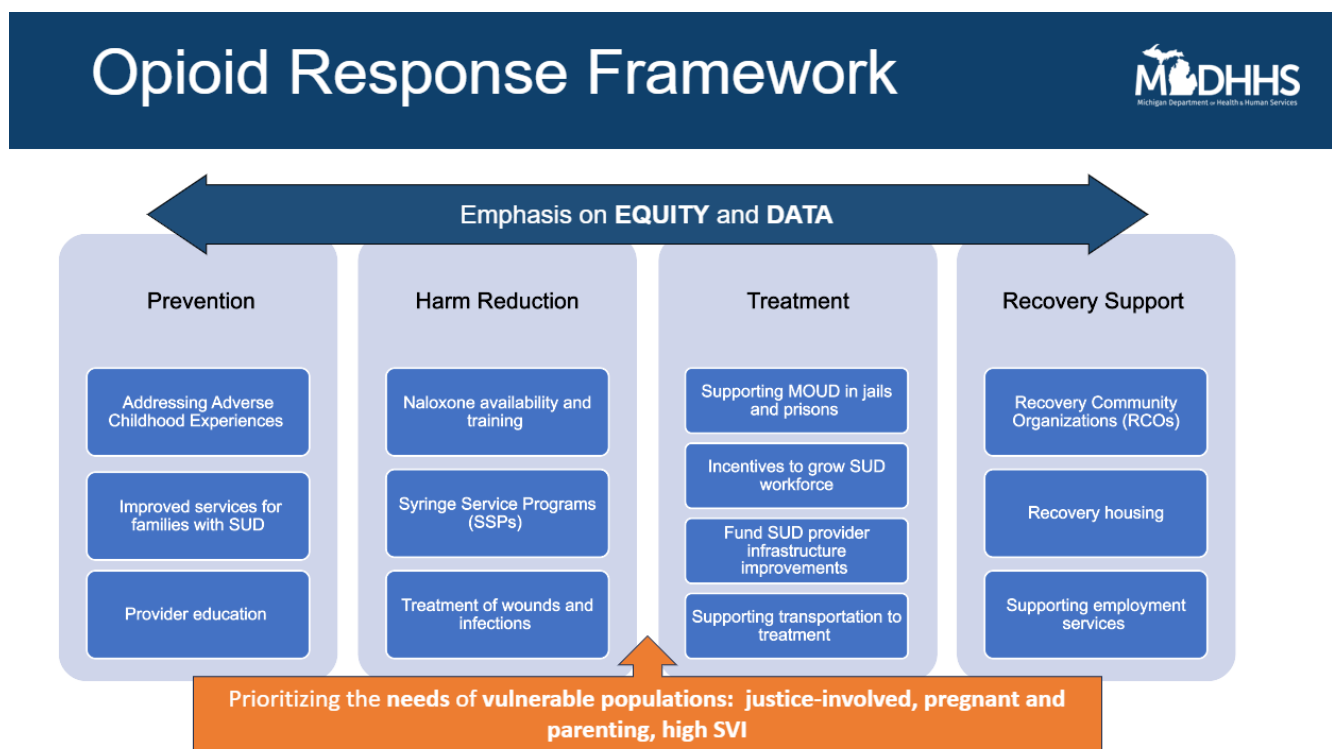 Opioid Response Framework
MDHHS
Michigan Department of Health & Human Services
Emphasis on EQUITY and DATA
Prevention
Addressing Adverse
Childhood Experiences
Improved services for
families with SUD
Provider education
Harm Reduction
Naloxone availability and
training
Syringe Service Programs
(SSPs)
Treatment of wounds and
infections
Treatment
Supporting MOUD in jails
and prisons
Incentives to grow SUD
workforce
Fund SUD provider
infrastructure
improvements
Supporting transportation to
treatment
Recovery Support
Recovery Community
Organizations (RCOs)
Recovery housing
Supporting employment
services
Prioritizing the needs of vulnerable populations: justice-involved, pregnant and
parenting, high SVI